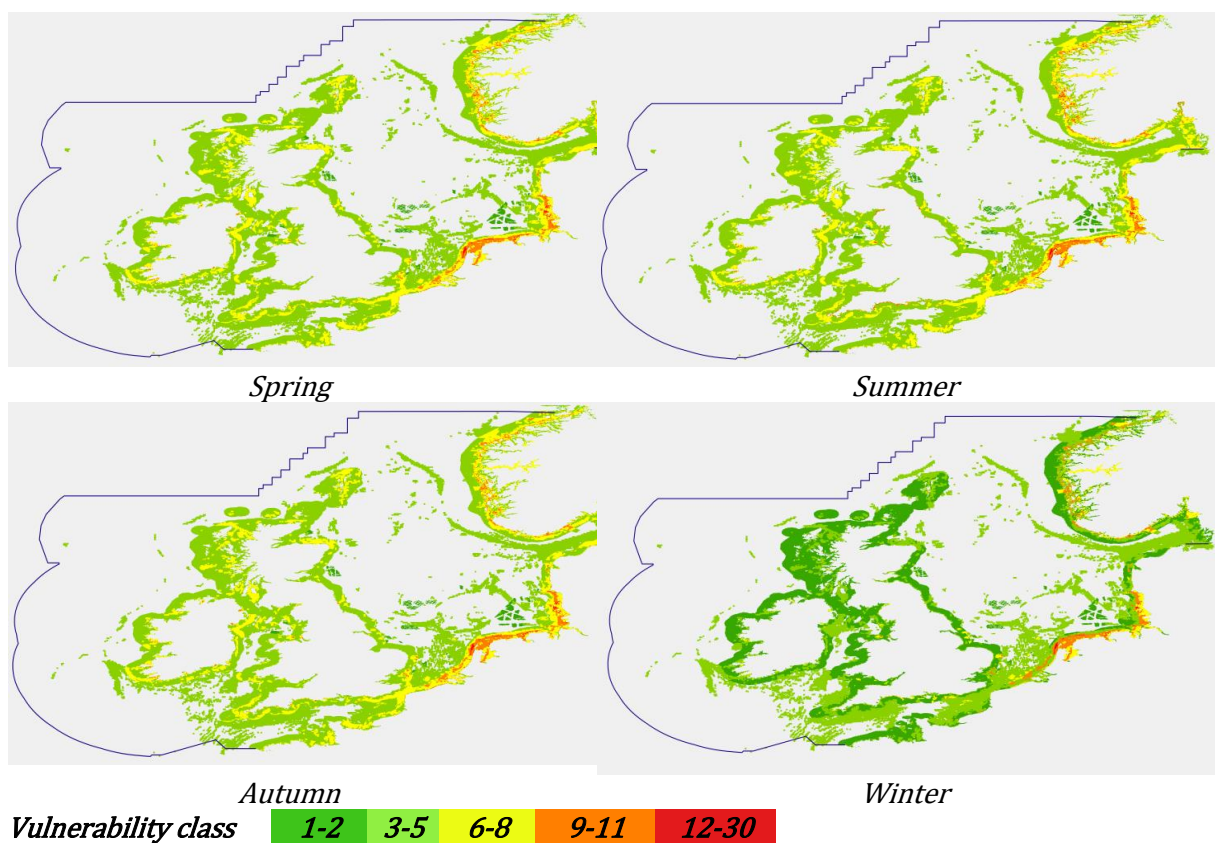 Spring
Summer
Autumn
Winter
Vulnerability class 1-2 3-5 6-8 9-11 12-30